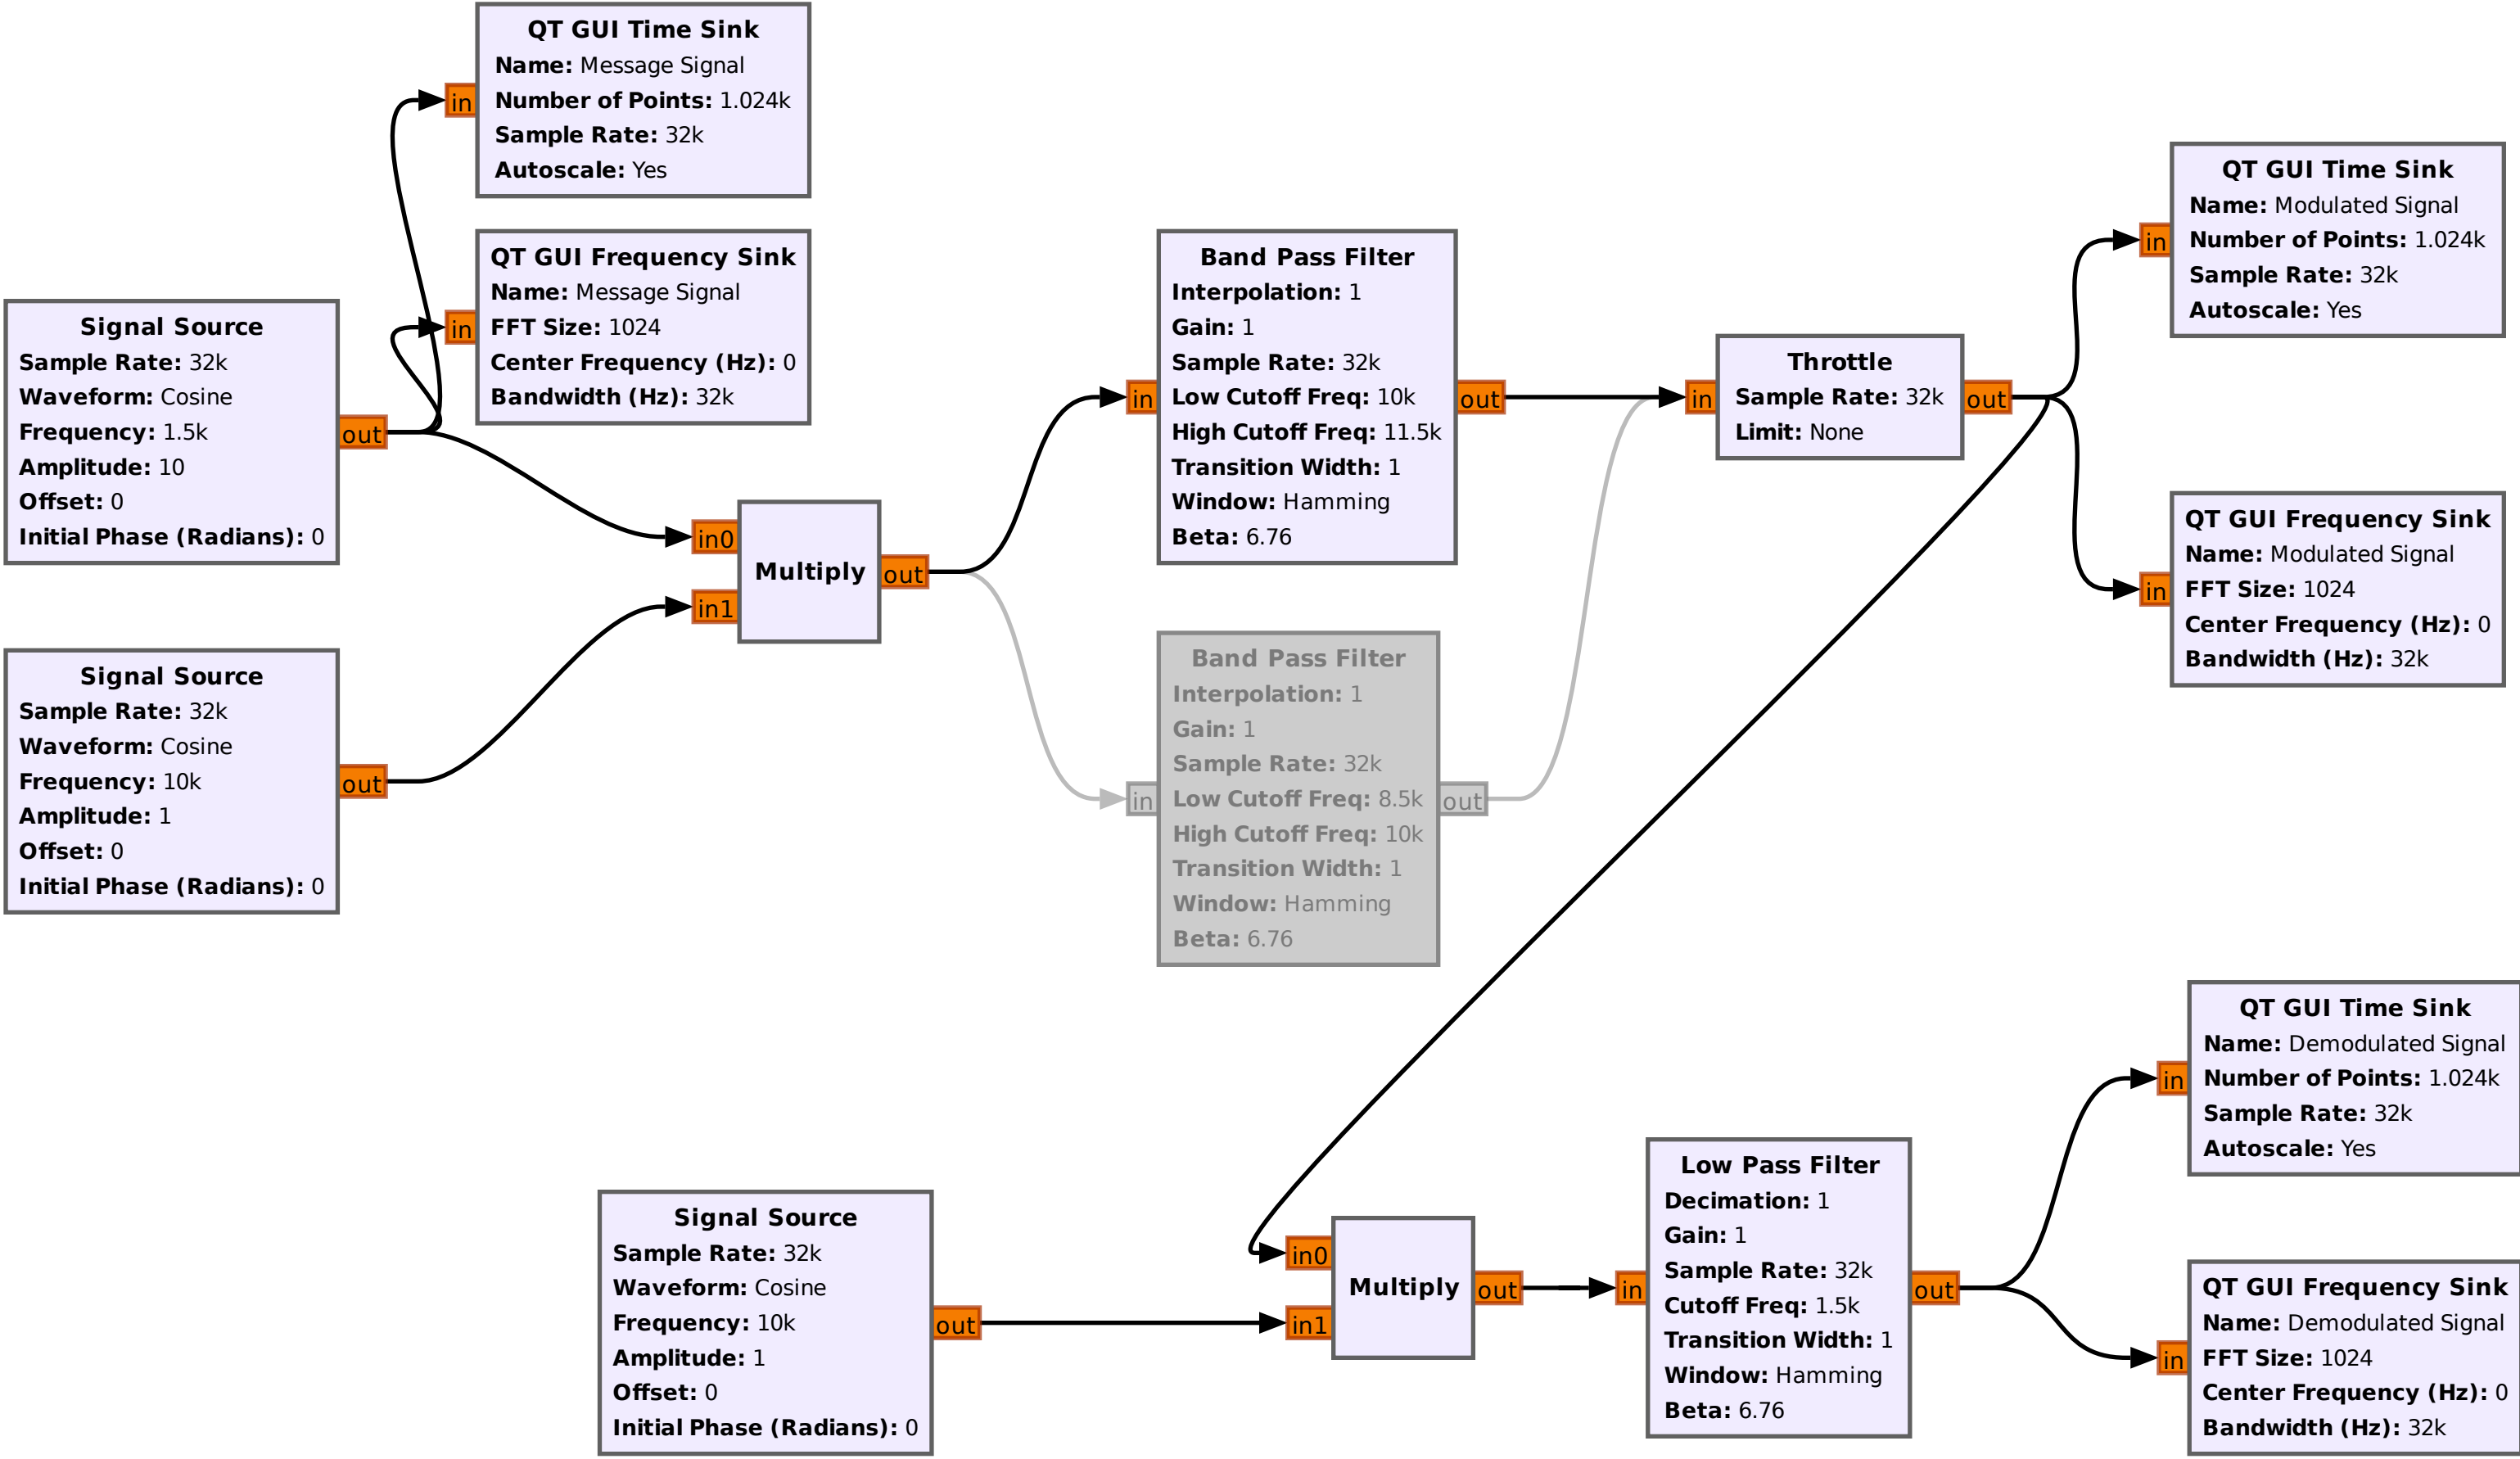 QT GUI Time Sink
Name: Message Signal
Number of Points: 1.024k
Sample Rate: 32k
Autoscale: Yes
in
QT GUI Frequency Sink
Name: Message Signal
FFT Size: 1024
Center Frequency (Hz): 0
Bandwidth (Hz): 32k
in
Signal Source
Sample Rate: 32k
Waveform: Cosine
Frequency: 1.5k
Amplitude: 10
Offset: 0
Initial Phase (Radians): 0
out
Signal Source
Sample Rate: 32k
Waveform: Cosine
Frequency: 10k
Amplitude: 1
Offset: 0
Initial Phase (Radians): 0
out
in0
in1
Multiply
out
in
Band Pass Filter
Interpolation: 1
Gain: 1
Sample Rate: 32k
Low Cutoff Freq: 10k
High Cutoff Freq: 11.5k
Transition Width: 1
Window: Hamming
Beta: 6.76
out
in
Band Pass Filter
Interpolation: 1
Gain: 1
Sample Rate: 32k
Low Cutoff Freq: 8.5k
High Cutoff Freq: 10k
Transition Width: 1
Window: Hamming
Beta: 6.76
out
in
Throttle
Sample Rate: 32k
Limit: None
out
in
QT GUI Time Sink
Name: Modulated Signal
Number of Points: 1.024k
Sample Rate: 32k
Autoscale: Yes
in
QT GUI Frequency Sink
Name: Modulated Signal
FFT Size: 1024
Center Frequency (Hz): 0
Bandwidth (Hz): 32k
Signal Source
Sample Rate: 32k
Waveform: Cosine
Frequency: 10k
Amplitude: 1
Offset: 0
Initial Phase (Radians): 0
out
in0
in1
Multiply
out
in
Low Pass Filter
Decimation: 1
Gain: 1
Sample Rate: 32k
Cutoff Freq: 1.5k
Transition Width: 1
Window: Hamming
Beta: 6.76
out
in
QT GUI Time Sink
Name: Demodulated Signal
Number of Points: 1.024k
Sample Rate: 32k
Autoscale: Yes
in
QT GUI Frequency Sink
Name: Demodulated Signal
FFT Size: 1024
Center Frequency (Hz): 0
Bandwidth (Hz): 32k